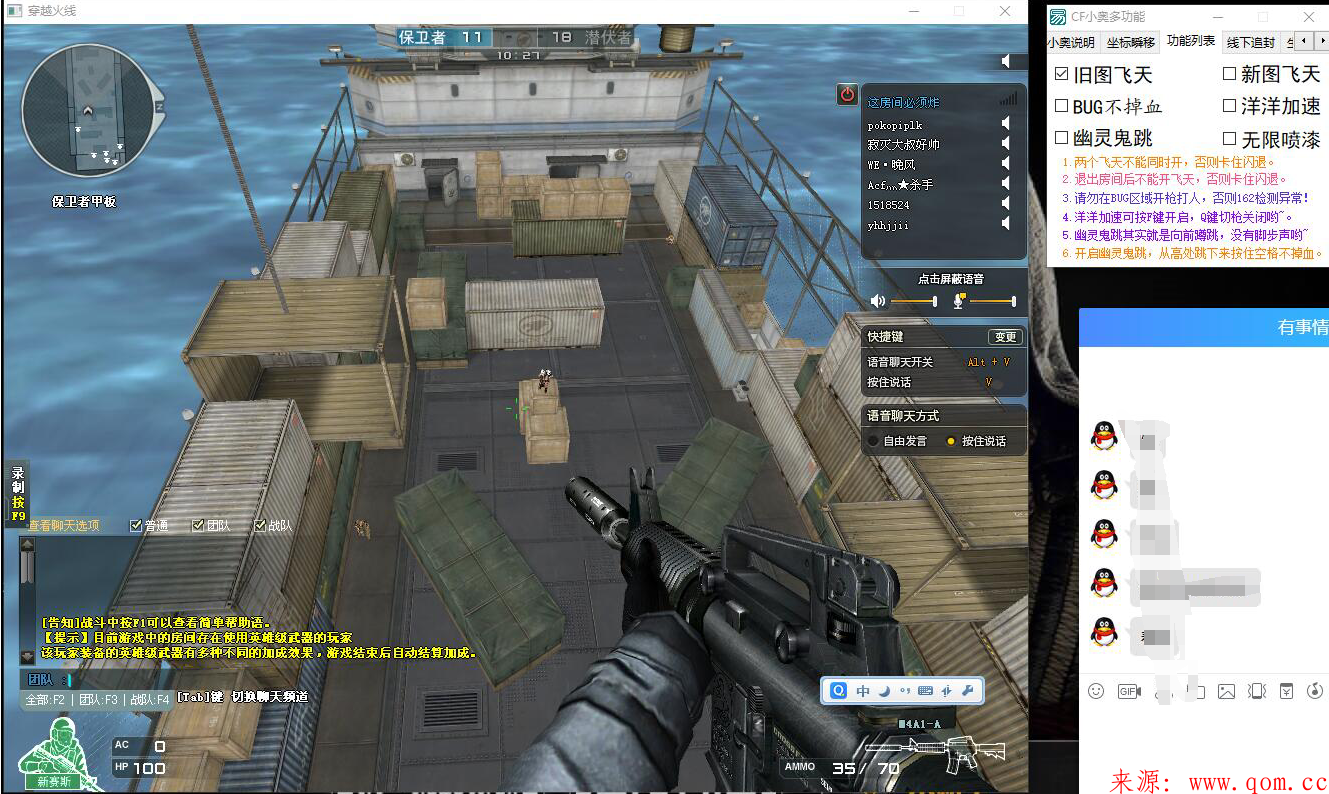 穿越火线
保卫者 11
18 潜伏者
10:27
Z
保卫者甲板
这房间必须炸
pokopiplk
寂灭大叔好帅
WE·晚风
★杀手
1518524
yhhjjii
点击屏蔽语音
快捷键
变更
语音聊天开关 Alt + V
按住说话 V
语音聊天方式
自由发言 按住说话
录制按F9
查看聊天选项 普通 团队 战队
[告知]战斗中按F1可以查看简单帮助语。
【提示】目前游戏中的房间存在使用英雄级武器的玩家
该玩家装备的英雄级武器有多种不同的加成效果，游戏结束后自动结算加成。
团队 :
全部:F2 | 团队:F3 | 战队:F4 [Tab]键 切换聊天频道
新赛斯
AC 0
HP 100
中
M4A1-A
AMMO 35/ 70
CF小奥多功能
小奥说明 坐标瞬移 功能列表 线下追封
旧图飞天 新图飞天
BUG不掉血 洋洋加速
幽灵鬼跳 无限喷漆
1.两个飞天不能同时开，否则卡住闪退。
2.退出房间后不能开飞天，否则卡住闪退。
3.请勿在BUG区域开枪打人，否则162检测异常!
4.洋洋加速可按F键开启，Q键切枪关闭哟~。
5.幽灵鬼跳其实就是向前蹲跳，没有脚步声哟~
6.开启幽灵鬼跳，从高处跳下来按住空格不掉血。
有事情
GIF
来源: www.qom.cc